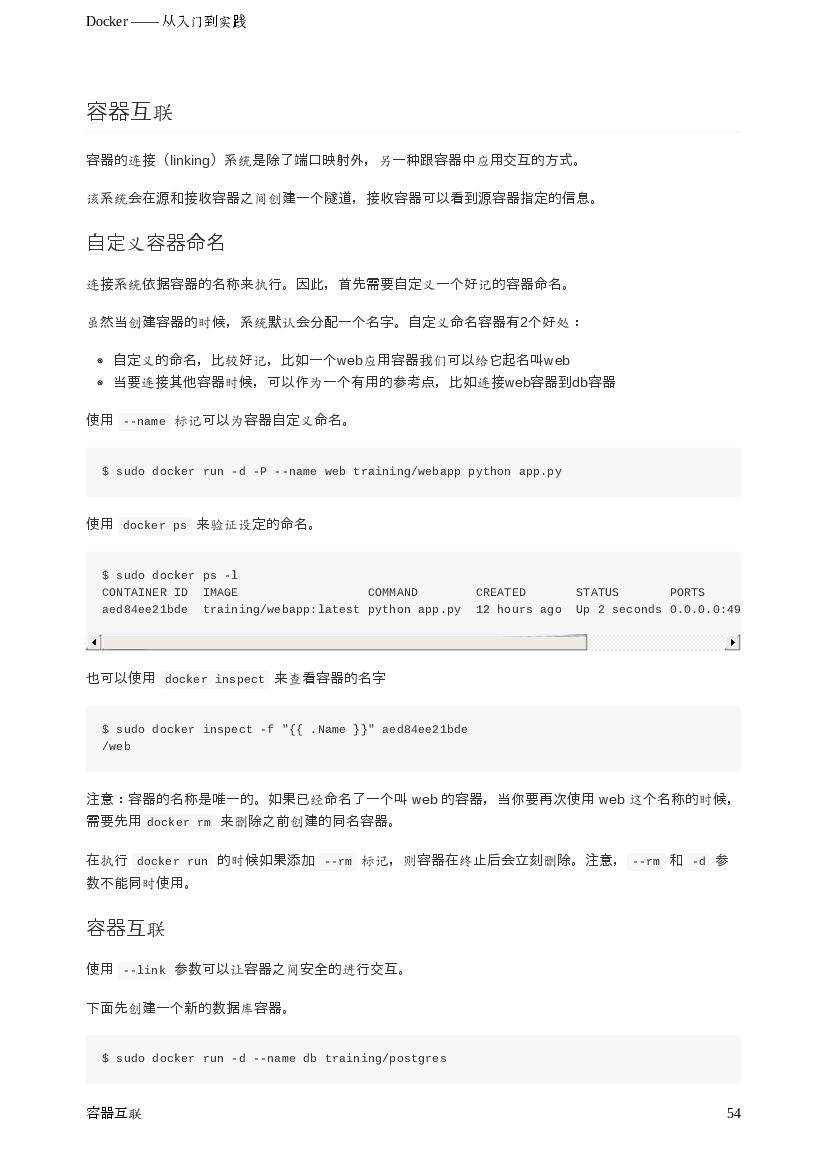 Docker —— 从入门到实践
容器互联
容器的连接（linking）系统是除了端口映射外，另一种跟容器中应用交互的方式。
该系统会在源和接收容器之间创建一个隧道，接收容器可以看到源容器指定的信息。
自定义容器命名
连接系统依据容器的名称来执行。因此，首先需要自定义一个好记的容器命名。
虽然当创建容器的时候，系统默认会分配一个名字。自定义命名容器有2个好处：
自定义的命名，比较好记，比如一个web应用容器我们可以给它起名叫web
当要连接其他容器时候，可以作为一个有用的参考点，比如连接web容器到db容器
使用 --name 标记可以为容器自定义命名。
$ sudo docker run -d -P --name web training/webapp python app.py
使用 docker ps 来验证设定的命名。
$ sudo docker ps -l
CONTAINER ID  IMAGE                  COMMAND        CREATED       STATUS       PORTS
aed84ee21bde  training/webapp:latest python app.py  12 hours ago  Up 2 seconds 0.0.0.0:49
也可以使用 docker inspect 来查看容器的名字
$ sudo docker inspect -f "{{ .Name }}" aed84ee21bde
/web
注意：容器的名称是唯一的。如果已经命名了一个叫 web 的容器，当你要再次使用 web 这个名称的时候，
需要先用 docker rm 来删除之前创建的同名容器。
在执行 docker run 的时候如果添加 --rm 标记，则容器在终止后会立刻删除。注意，--rm 和 -d 参
数不能同时使用。
容器互联
使用 --link 参数可以让容器之间安全的进行交互。
下面先创建一个新的数据库容器。
$ sudo docker run -d --name db training/postgres
容器互联 54